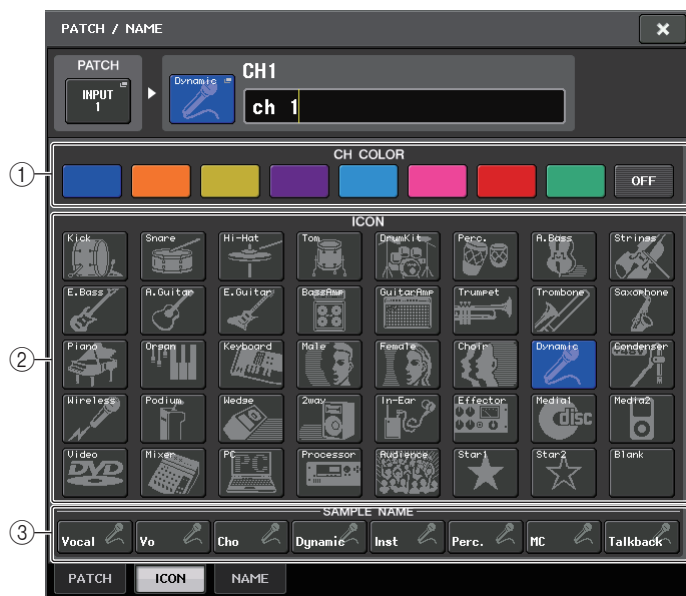 PATCH / NAME
PATCH
INPUT
1
Dynamic
CH1
ch 1
① CH COLOR
OFF
② ICON
Kick Snare Hi-Hat Tom DrumKit Perc. A.Bass Strings
E.Bass A.Guitar E.Guitar BassAmp GuitarAmp Trumpet Trombone Saxophone
Piano Organ Keyboard Male Female Choir Dynamic Condenser
+48V
Wireless Podium Wedge 2way In-Ear Effector Media1 Media2
disc
Video Mixer PC Processor Audience Star1 Star2 Blank
DVD PC
③ SAMPLE NAME
Vocal Vo Cho Dynamic Inst Perc. MC Talkback
PATCH ICON NAME